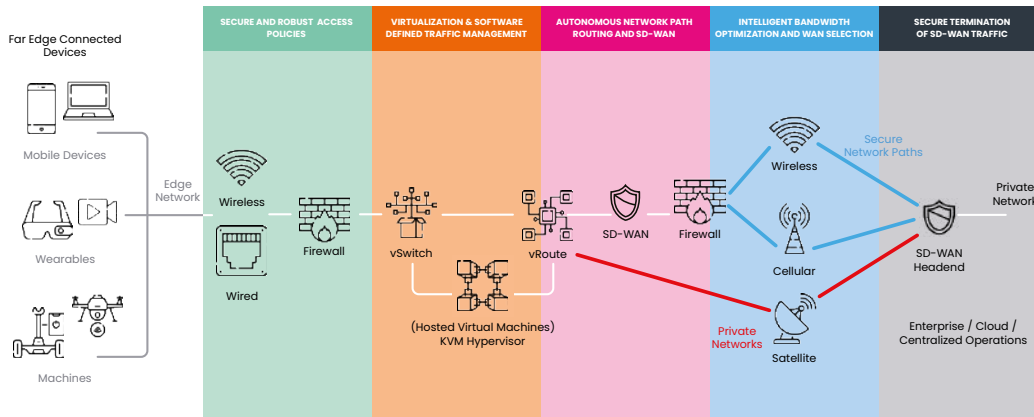 SECURE AND ROBUST ACCESS
POLICIES
VIRTUALIZATION & SOFTWARE
DEFINED TRAFFIC MANAGEMENT
AUTONOMOUS NETWORK PATH
ROUTING AND SD-WAN
INTELLIGENT BANDWIDTH
OPTIMIZATION AND WAN SELECTION
SECURE TERMINATION
OF SD-WAN TRAFFIC
Far Edge Connected
Devices
Mobile Devices
Wearables
Machines
Edge
Network
Wireless
Wired
Firewall
vSwitch
(Hosted Virtual Machines)
KVM Hypervisor
vRoute
SD-WAN
Firewall
Wireless
Cellular
Satellite
Secure
Network Paths
Private
Networks
SD-WAN
Headend
Private
Network
Enterprise / Cloud /
Centralized Operations